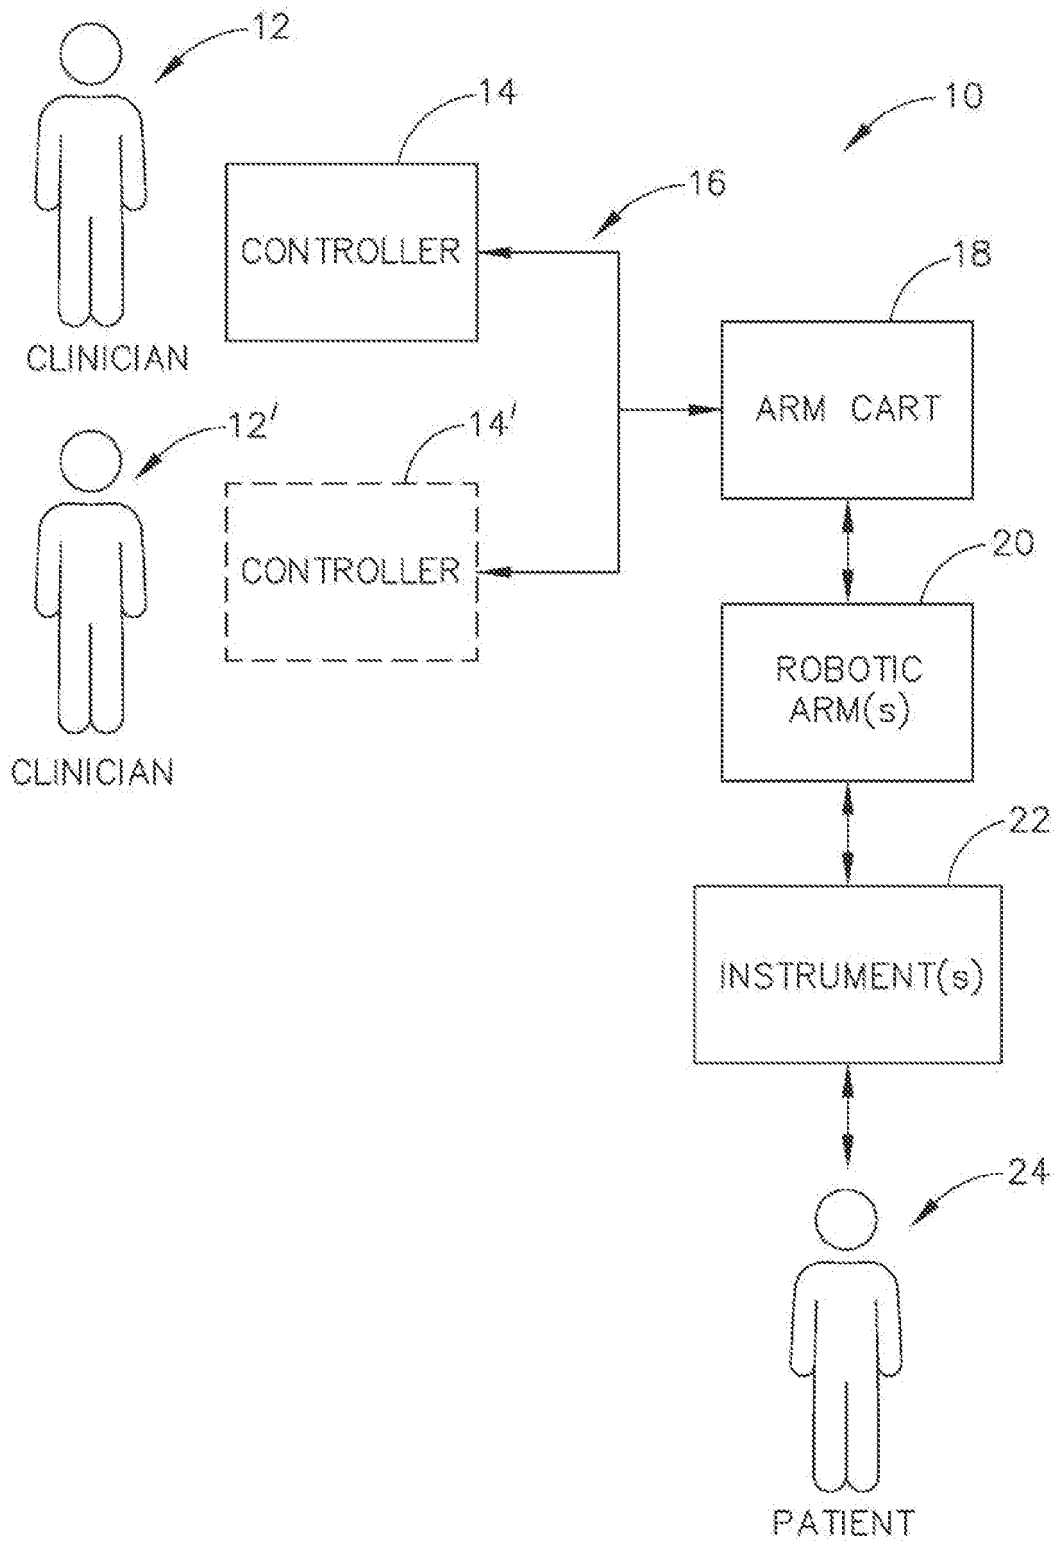 12
14
10
16
CONTROLLER
18
CLINICIAN
ARM CART
12'
14'
CONTROLLER
20
ROBOTIC
ARM(s)
CLINICIAN
22
INSTRUMENT(s)
24
PATIENT